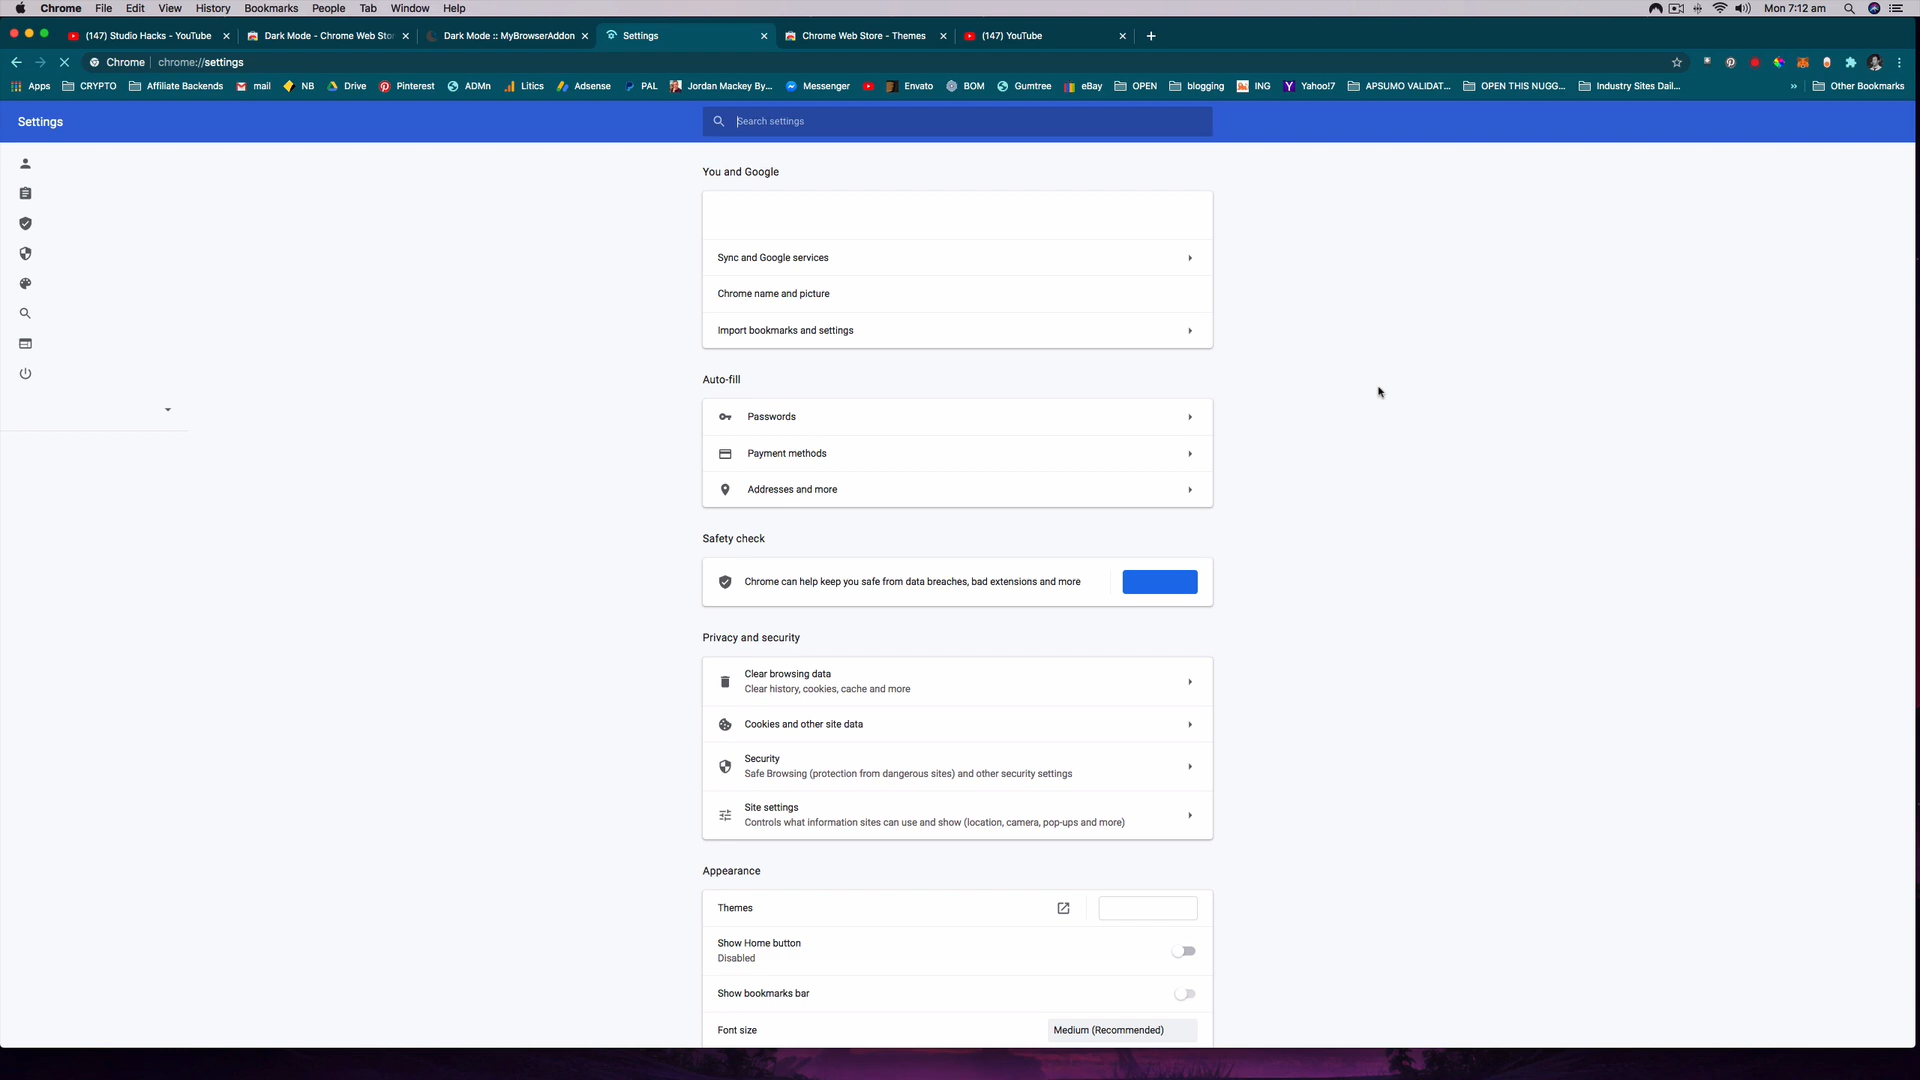 Chrome File Edit View History Bookmarks People Tab Window Help Mon 7:12 am
(147) Studio Hacks - YouTube Dark Mode - Chrome Web Stor Dark Mode :: MyBrowserAddon Settings Chrome Web Store - Themes (147) YouTube
Chrome chrome://settings
Apps CRYPTO Affiliate Backends mail NB Drive Pinterest ADMn Litics Adsense PAL Jordan Mackey By... Messenger Envato BOM Gumtree eBay OPEN blogging ING Yahoo!7 APSUMO VALIDAT... OPEN THIS NUGG... Industry Sites Dail... » Other Bookmarks
Settings Search settings
You and Google
Sync and Google services
Chrome name and picture
Import bookmarks and settings
Auto-fill
Passwords
Payment methods
Addresses and more
Safety check
Chrome can help keep you safe from data breaches, bad extensions and more
Privacy and security
Clear browsing data
Clear history, cookies, cache and more
Cookies and other site data
Security
Safe Browsing (protection from dangerous sites) and other security settings
Site settings
Controls what information sites can use and show (location, camera, pop-ups and more)
Appearance
Themes
Show Home button
Disabled
Show bookmarks bar
Font size Medium (Recommended)